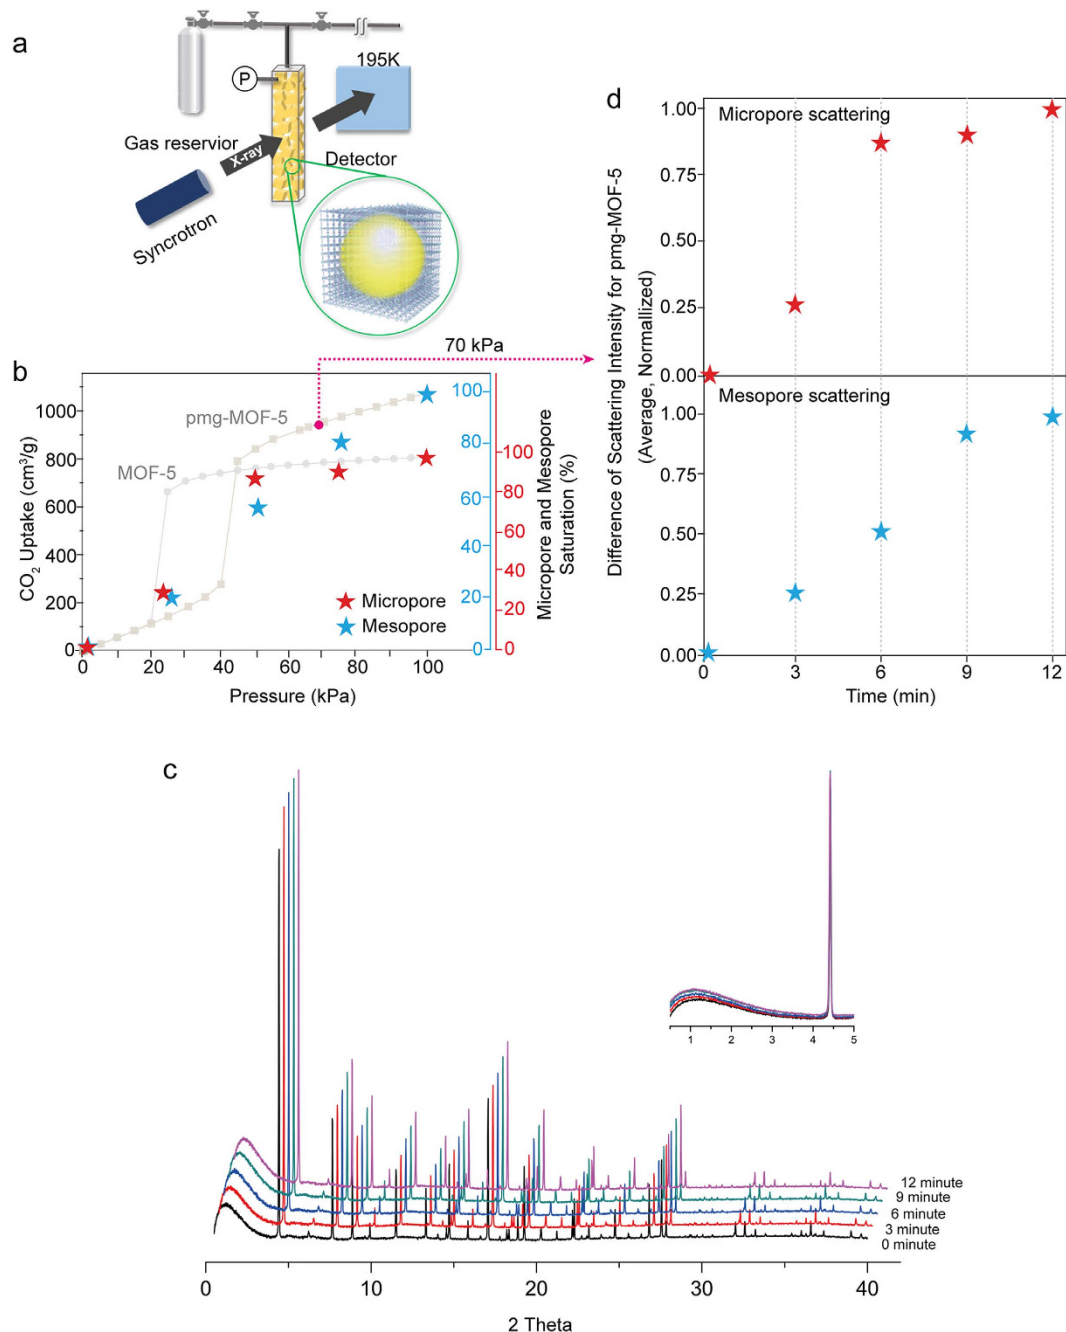 a
195K
P
Gas reservior
X-ray
Detector
Syncrotron
70 kPa
b
CO2 Uptake (cm3/g)
1000
800
600
400
200
0
pmg-MOF-5
MOF-5
Micropore
Mesopore
0
20
40
60
80
100
Pressure (kPa)
100
80
60
40
20
0
100
80
60
40
20
0
Micropore and Mesopore
Saturation (%)
d
Difference of Scattering Intensity for pmg-MOF-5
(Average, Normallized)
1.00
0.75
0.50
0.25
0.00
Micropore scattering
1.00
0.75
0.50
0.25
0.00
Mesopore scattering
0
3
6
9
12
Time (min)
c
1
2
3
4
5
12 minute
9 minute
6 minute
3 minute
0 minute
0
10
20
30
40
2 Theta